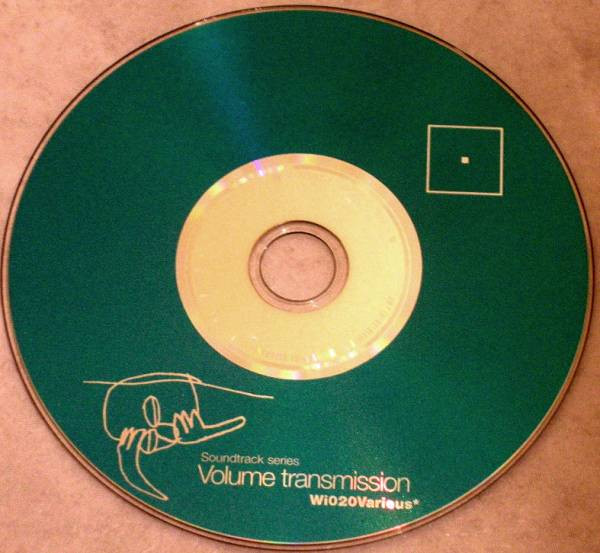 Soundtrack series
Volume transmission
Wi020Various*